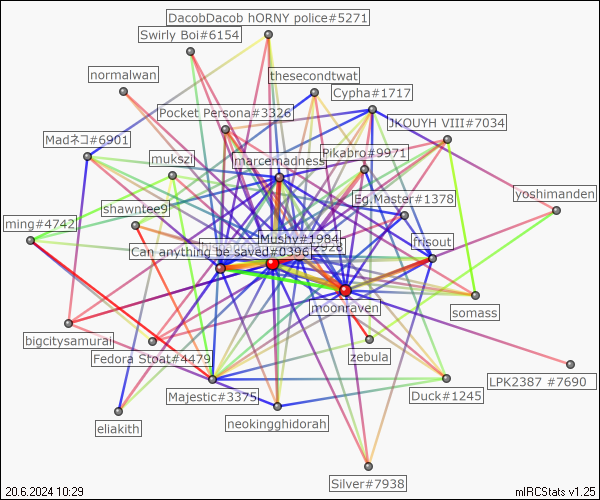 DacobDacob hORNY police#5271
Swirly Boi#6154
normalwan
thesecondtwat
Cypha#1717
Pocket Persona#3326
JKOUYH VIII#7034
Madネコ#6901
mukszi
marcemadness
Pikabro#9971
yoshimanden
Eg.Master#1378
shawntee9
ming#4742
Mushy#1984
frisout
Can anything be saved#0396
moonraven
somass
bigcitysamurai
Fedora Stoat#4479
zebula
LPK2387 #7690
Majestic#3375
Duck#1245
neokingghidorah
eliakith
Silver#7938
20.6.2024 10:29
mIRCStats v1.25